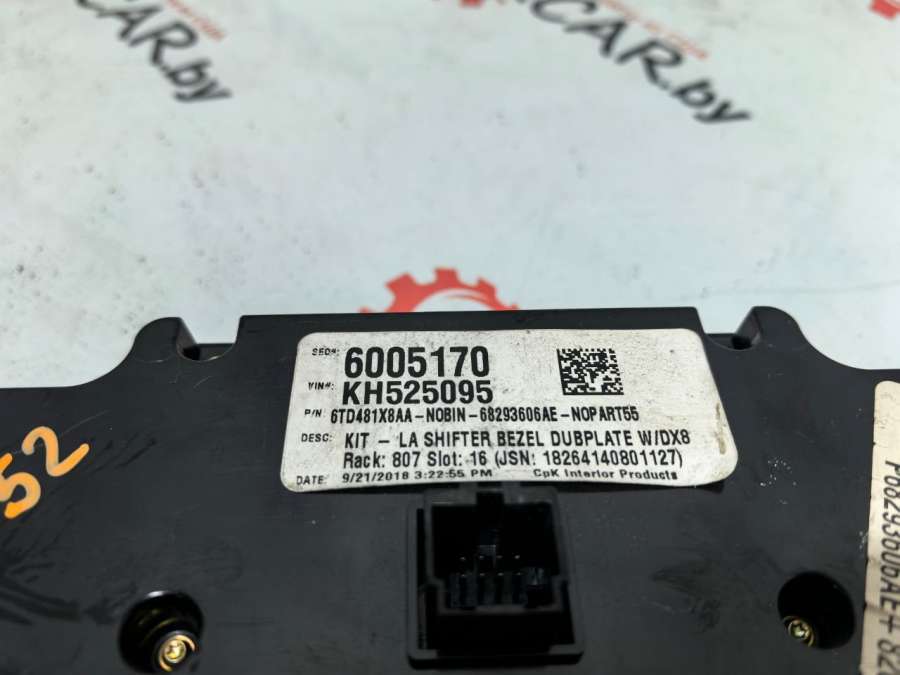 CAR.by
CAR.by
SEQ#: 6005170
VIN#: KH525095
P/N: 6TD481X8AA-NOBIN-68293606AE-NOPART55
DESC: KIT - LA SHIFTER BEZEL DUBPLATE W/DX8
Rack: 807 Slot: 16 (JSN: 18264140801127)
DATE: 9/21/2018 3:22:55 PM CpK Interior Products
52
P68293606AE+